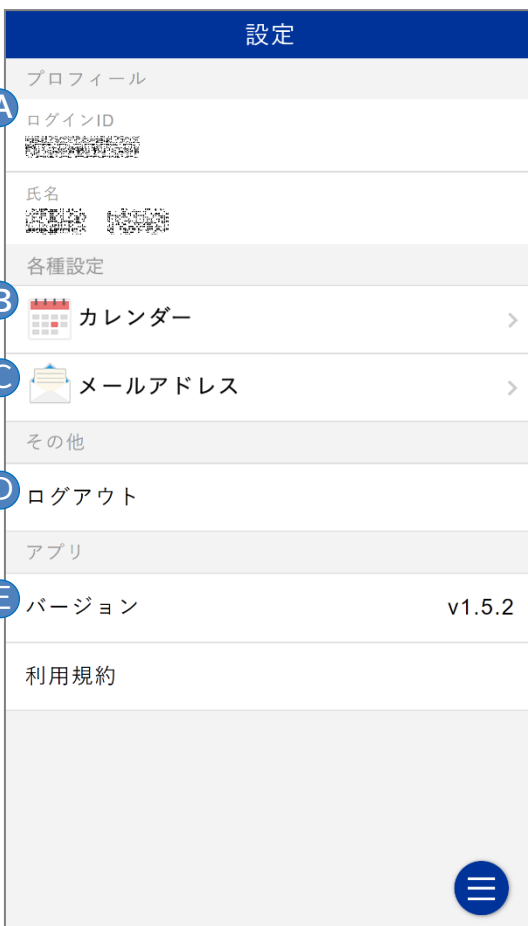 設定
プロフィール
A
ログインID
氏名
各種設定
B
カレンダー
C
メールアドレス
その他
D
ログアウト
アプリ
E
バージョン v1.5.2
利用規約